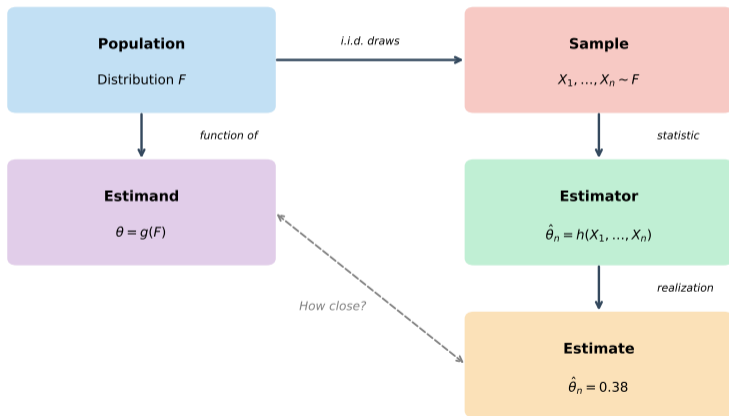 Population
Distribution F
i.i.d. draws
Sample
X₁, …, Xₙ ~ F
function of
statistic
Estimand
θ = g(F)
Estimator
θ̂ₙ = h(X₁, …, Xₙ)
How close?
realization
Estimate
θ̂ₙ = 0.38